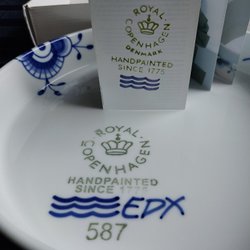 ROYAL
COPENHAGEN
DENMARK
HANDPAINTED
SINCE 1775
ROYAL
COPENHAGEN
HANDPAINTED
SINCE 1775
EDX
587